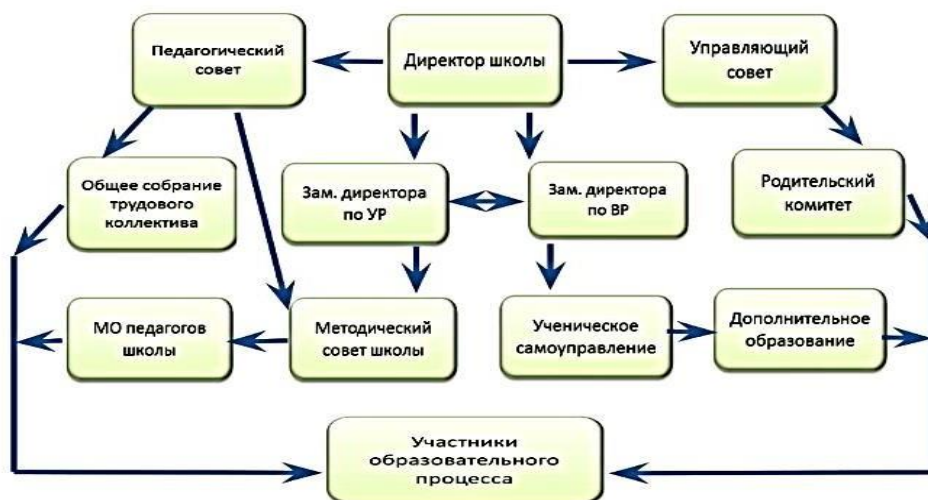 Педагогический
совет
Директор школы
Управляющий
совет
Общее собрание
трудового
коллектива
Зам. директора
по УР
Зам. директора
по ВР
Родительский
комитет
МО педагогов
школы
Методический
совет школы
Ученическое
самоуправление
Дополнительное
образование
Участники
образовательного
процесса